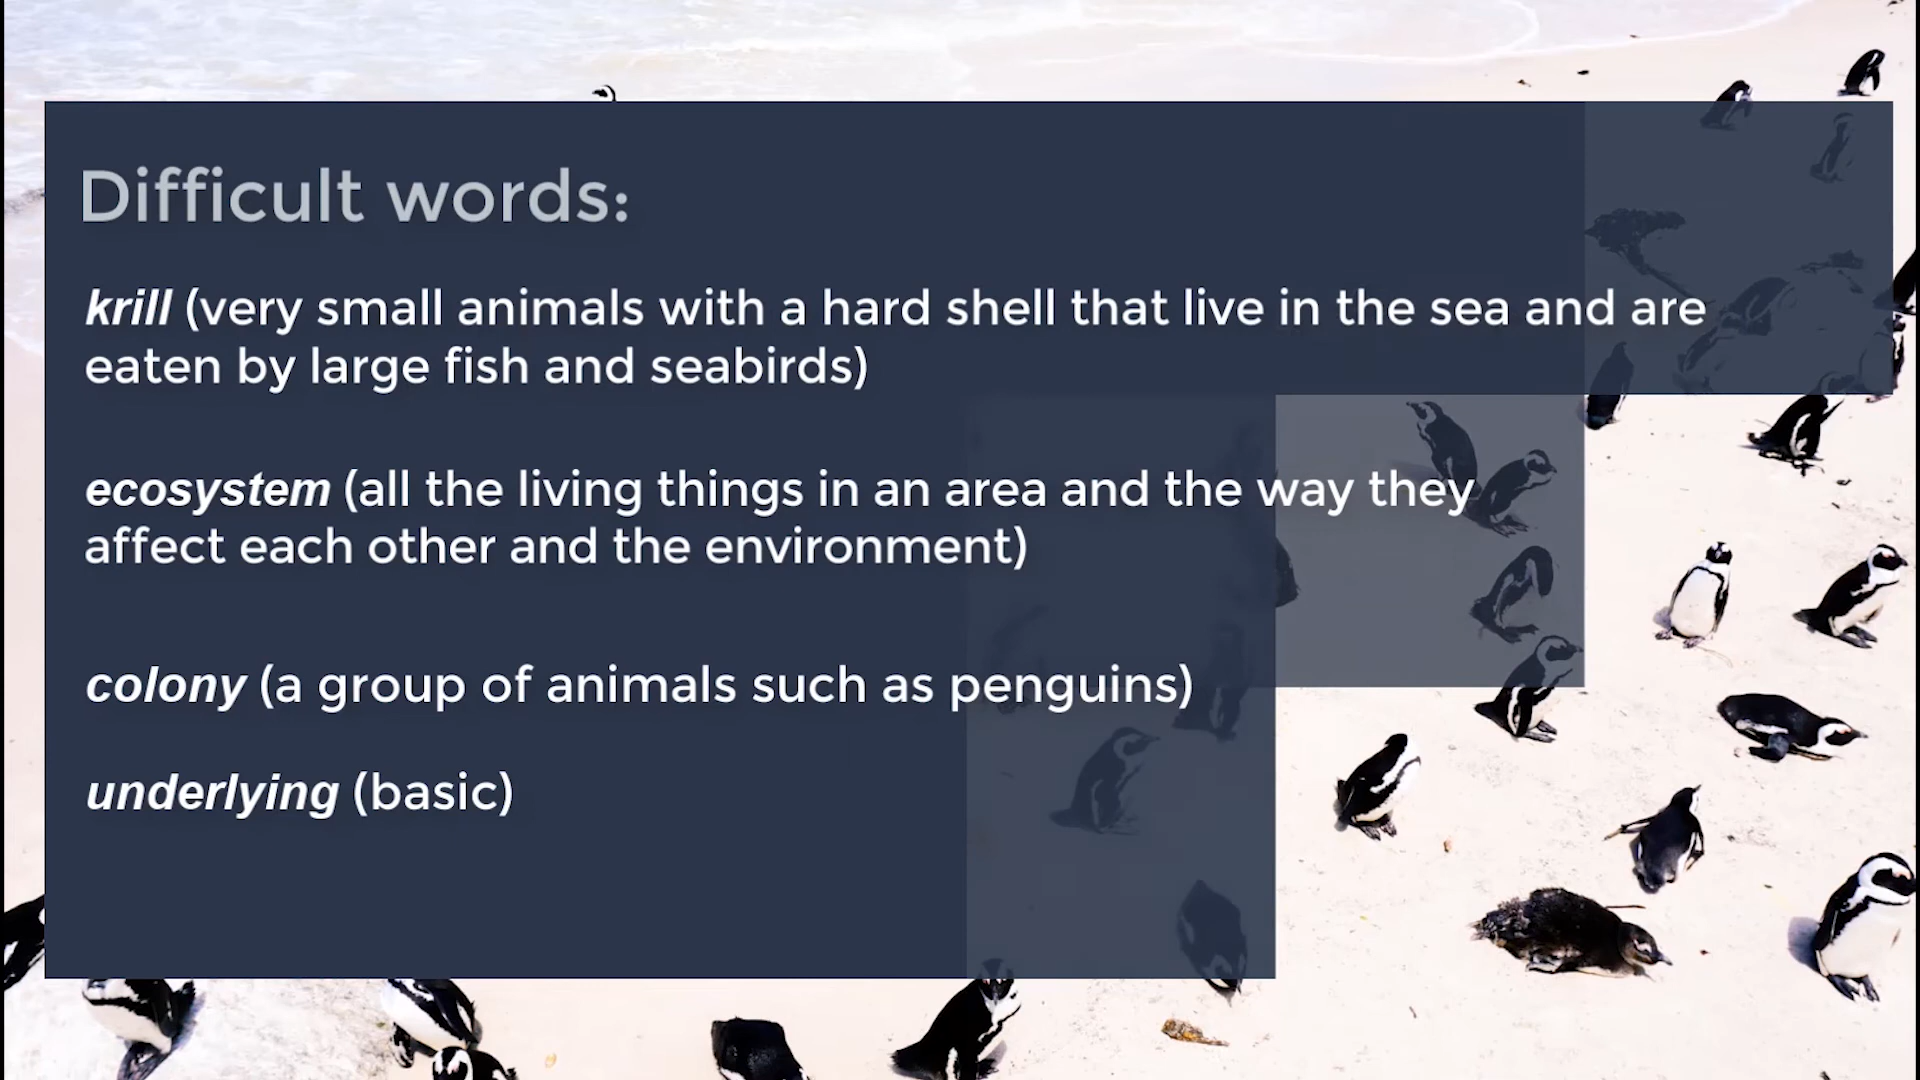 Difficult words:
krill (very small animals with a hard shell that live in the sea and are
eaten by large fish and seabirds)
ecosystem (all the living things in an area and the way they
affect each other and the environment)
colony (a group of animals such as penguins)
underlying (basic)